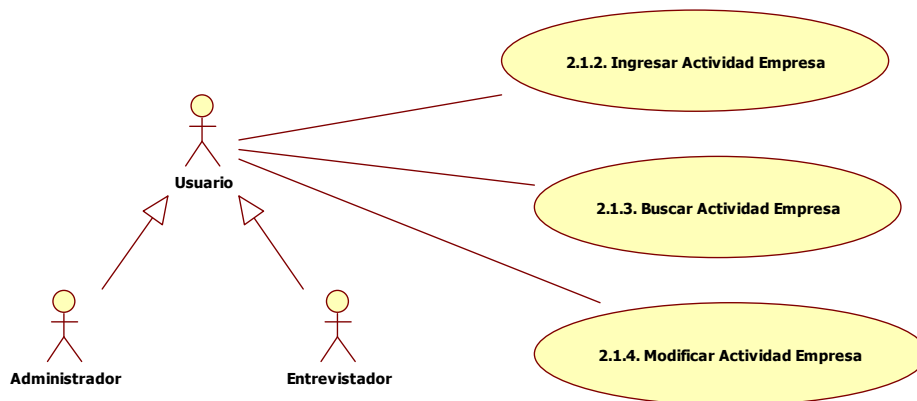 2.1.2. Ingresar Actividad Empresa
Usuario
2.1.3. Buscar Actividad Empresa
Administrador
Entrevistador
2.1.4. Modificar Actividad Empresa